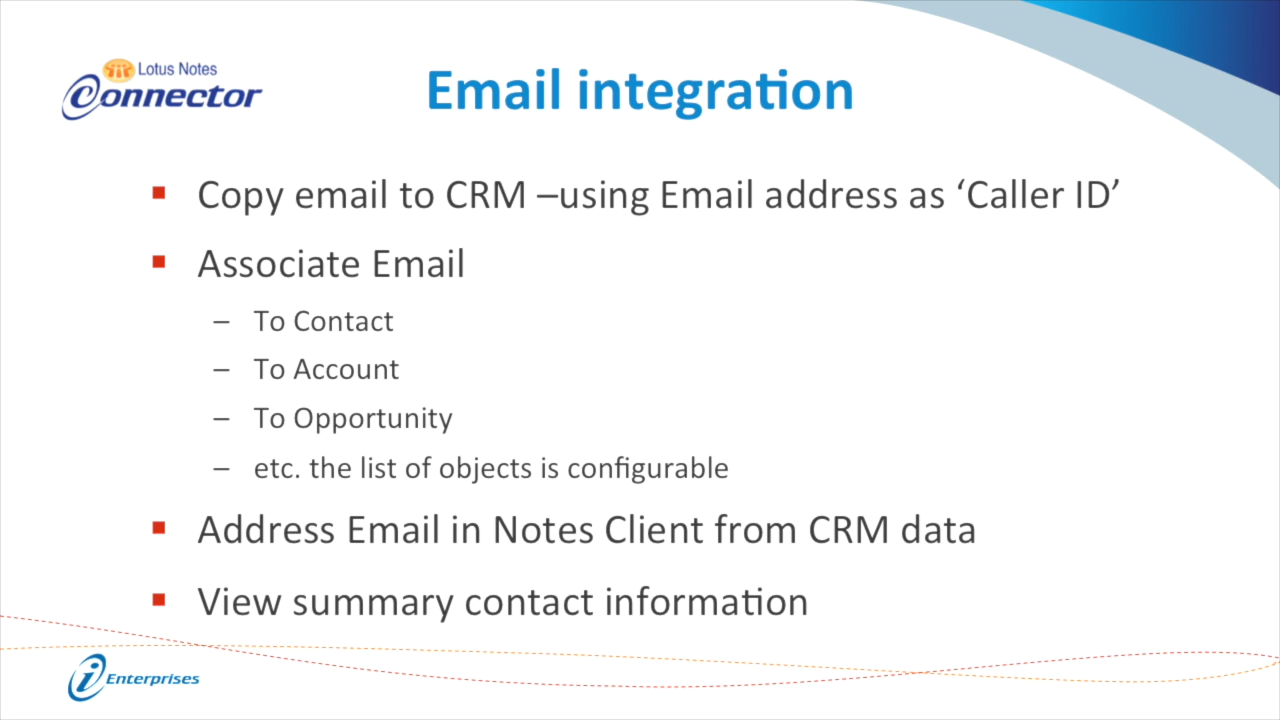 Lotus Notes
Connector
Email integration
Copy email to CRM –using Email address as ‘Caller ID’
Associate Email
– To Contact
– To Account
– To Opportunity
– etc. the list of objects is configurable
Address Email in Notes Client from CRM data
View summary contact information
i Enterprises